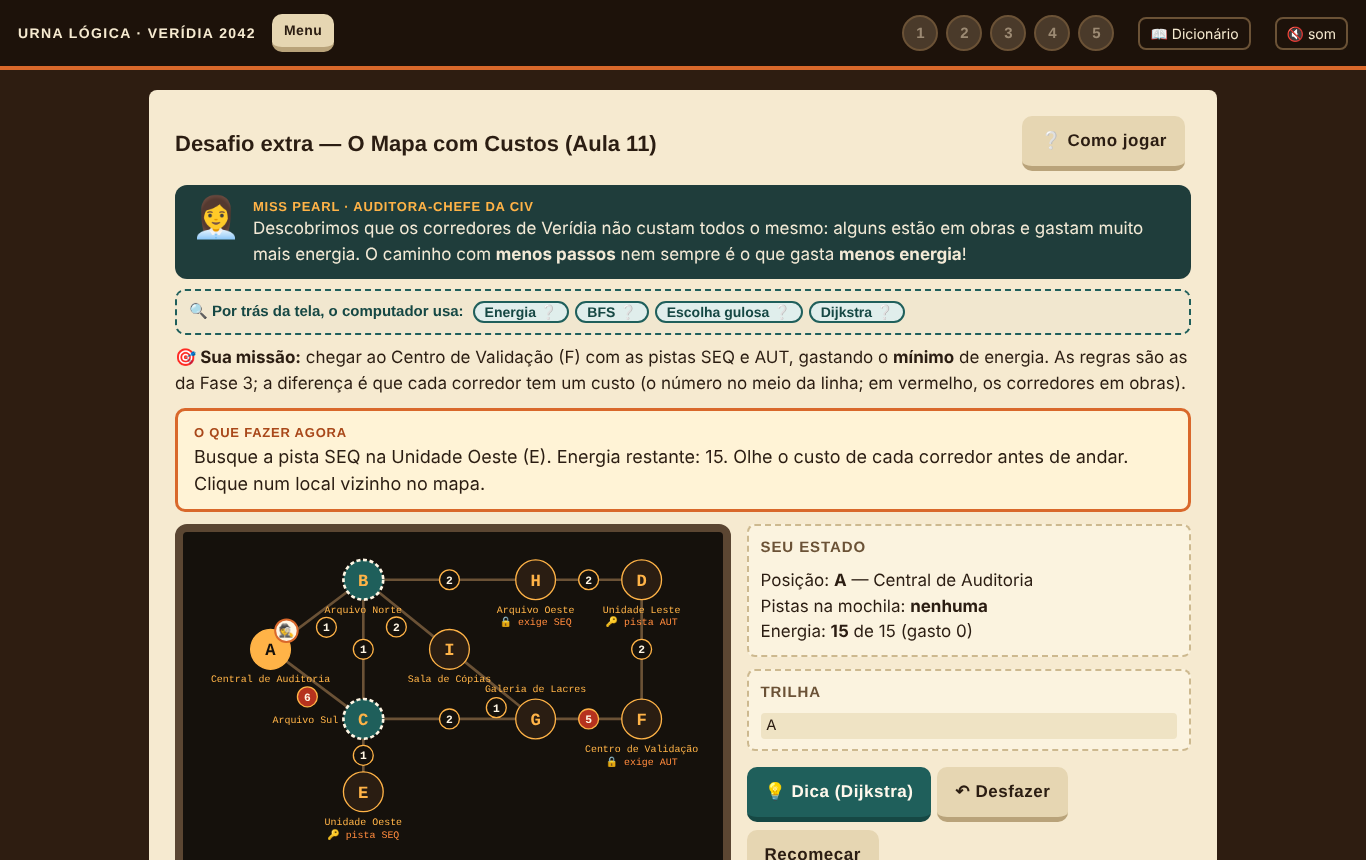 URNA LÓGICA · VERÍDIA 2042
Menu
1 2 3 4 5
📖 Dicionário
🔇 som
Desafio extra — O Mapa com Custos (Aula 11)
❔ Como jogar
MISS PEARL · AUDITORA-CHEFE DA CIV
Descobrimos que os corredores de Verídia não custam todos o mesmo: alguns estão em obras e gastam muito
mais energia. O caminho com menos passos nem sempre é o que gasta menos energia!
🔍 Por trás da tela, o computador usa: Energia ❔ BFS ❔ Escolha gulosa ❔ Dijkstra ❔
🎯 Sua missão: chegar ao Centro de Validação (F) com as pistas SEQ e AUT, gastando o mínimo de energia. As regras são as
da Fase 3; a diferença é que cada corredor tem um custo (o número no meio da linha; em vermelho, os corredores em obras).
O QUE FAZER AGORA
Busque a pista SEQ na Unidade Oeste (E). Energia restante: 15. Olhe o custo de cada corredor antes de andar.
Clique num local vizinho no mapa.
B 2 H 2 D
Arquivo Norte
Arquivo Oeste
🔒 exige SEQ
Unidade Leste
🔑 pista AUT
1 2
A 1 I 2
Central de Auditoria
Sala de Cópias
Galeria de Lacres
6 1
Arquivo Sul
C 2 G 5 F
Centro de Validação
🔒 exige AUT
1
E
Unidade Oeste
🔑 pista SEQ
SEU ESTADO
Posição: A — Central de Auditoria
Pistas na mochila: nenhuma
Energia: 15 de 15 (gasto 0)
TRILHA
A
💡 Dica (Dijkstra)
↶ Desfazer
Recomeçar